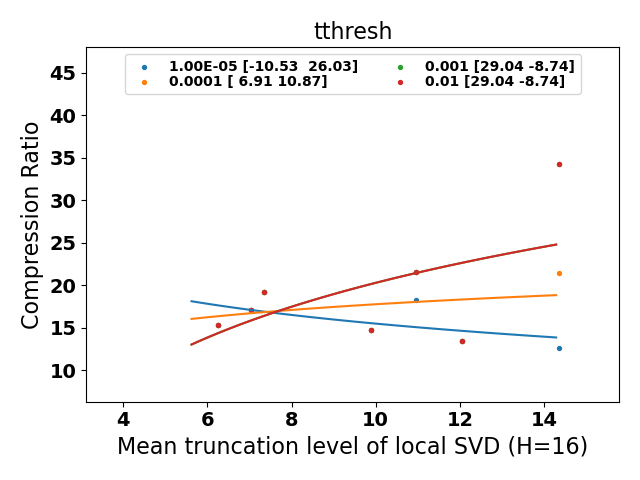 tthresh
1.00E-05 [-10.53  26.03]
0.0001 [ 6.91 10.87]
0.001 [29.04 -8.74]
0.01 [29.04 -8.74]
Compression Ratio
45
40
35
30
25
20
15
10
4 6 8 10 12 14
Mean truncation level of local SVD (H=16)